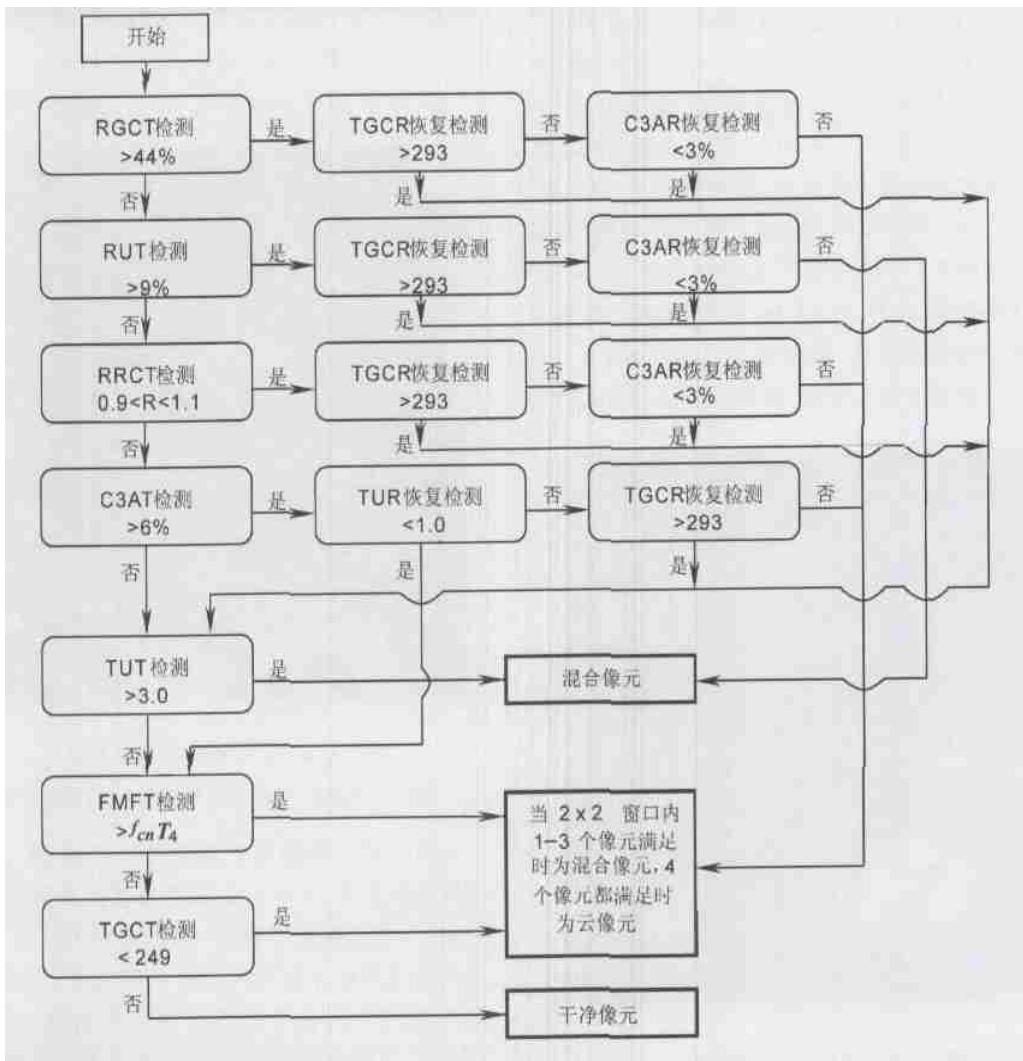 开始
RGCT检测
>44%
是
TGCR恢复检测
>293
否
C3AR恢复检测
<3%
否
否
是
是
RUT检测
>9%
是
TGCR恢复检测
>293
否
C3AR恢复检测
<3%
否
否
是
是
RRCT检测
0.9<R<1.1
是
TGCR恢复检测
>293
否
C3AR恢复检测
<3%
否
否
是
是
C3AT检测
>6%
是
TUR恢复检测
<1.0
否
TGCR恢复检测
>293
否
否
是
是
TUT检测
>3.0
是
混合像元
否
FMFT检测
>fcnT4
是
当 2x2 窗口内
1-3 个像元满足
时为混合像元,4
个像元都满足时
为云像元
否
TGCT检测
< 249
是
否
干净像元